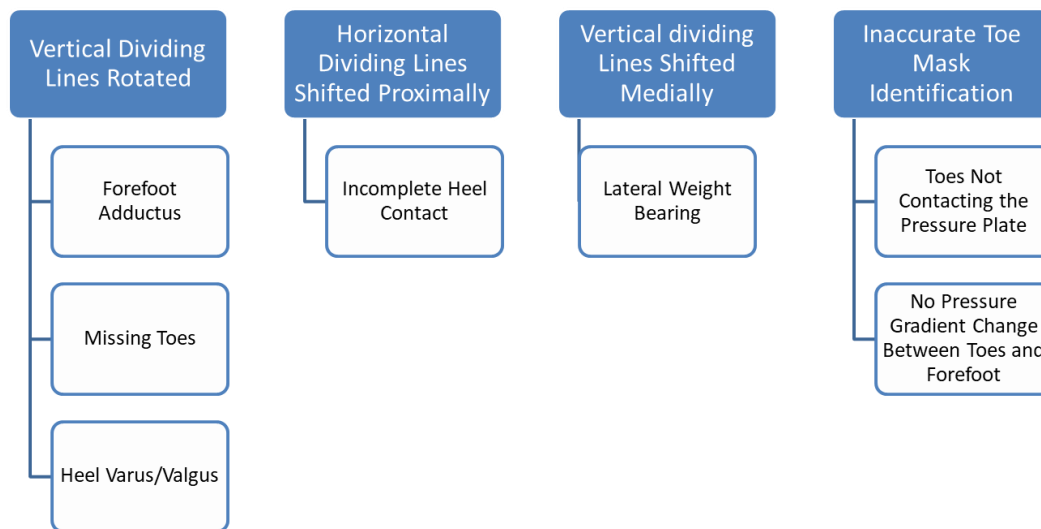 Vertical Dividing
Lines Rotated
Forefoot
Adductus
Missing Toes
Heel Varus/Valgus
Horizontal
Dividing Lines
Shifted Proximally
Incomplete Heel
Contact
Vertical dividing
Lines Shifted
Medially
Lateral Weight
Bearing
Inaccurate Toe
Mask
Identification
Toes Not
Contacting the
Pressure Plate
No Pressure
Gradient Change
Between Toes and
Forefoot